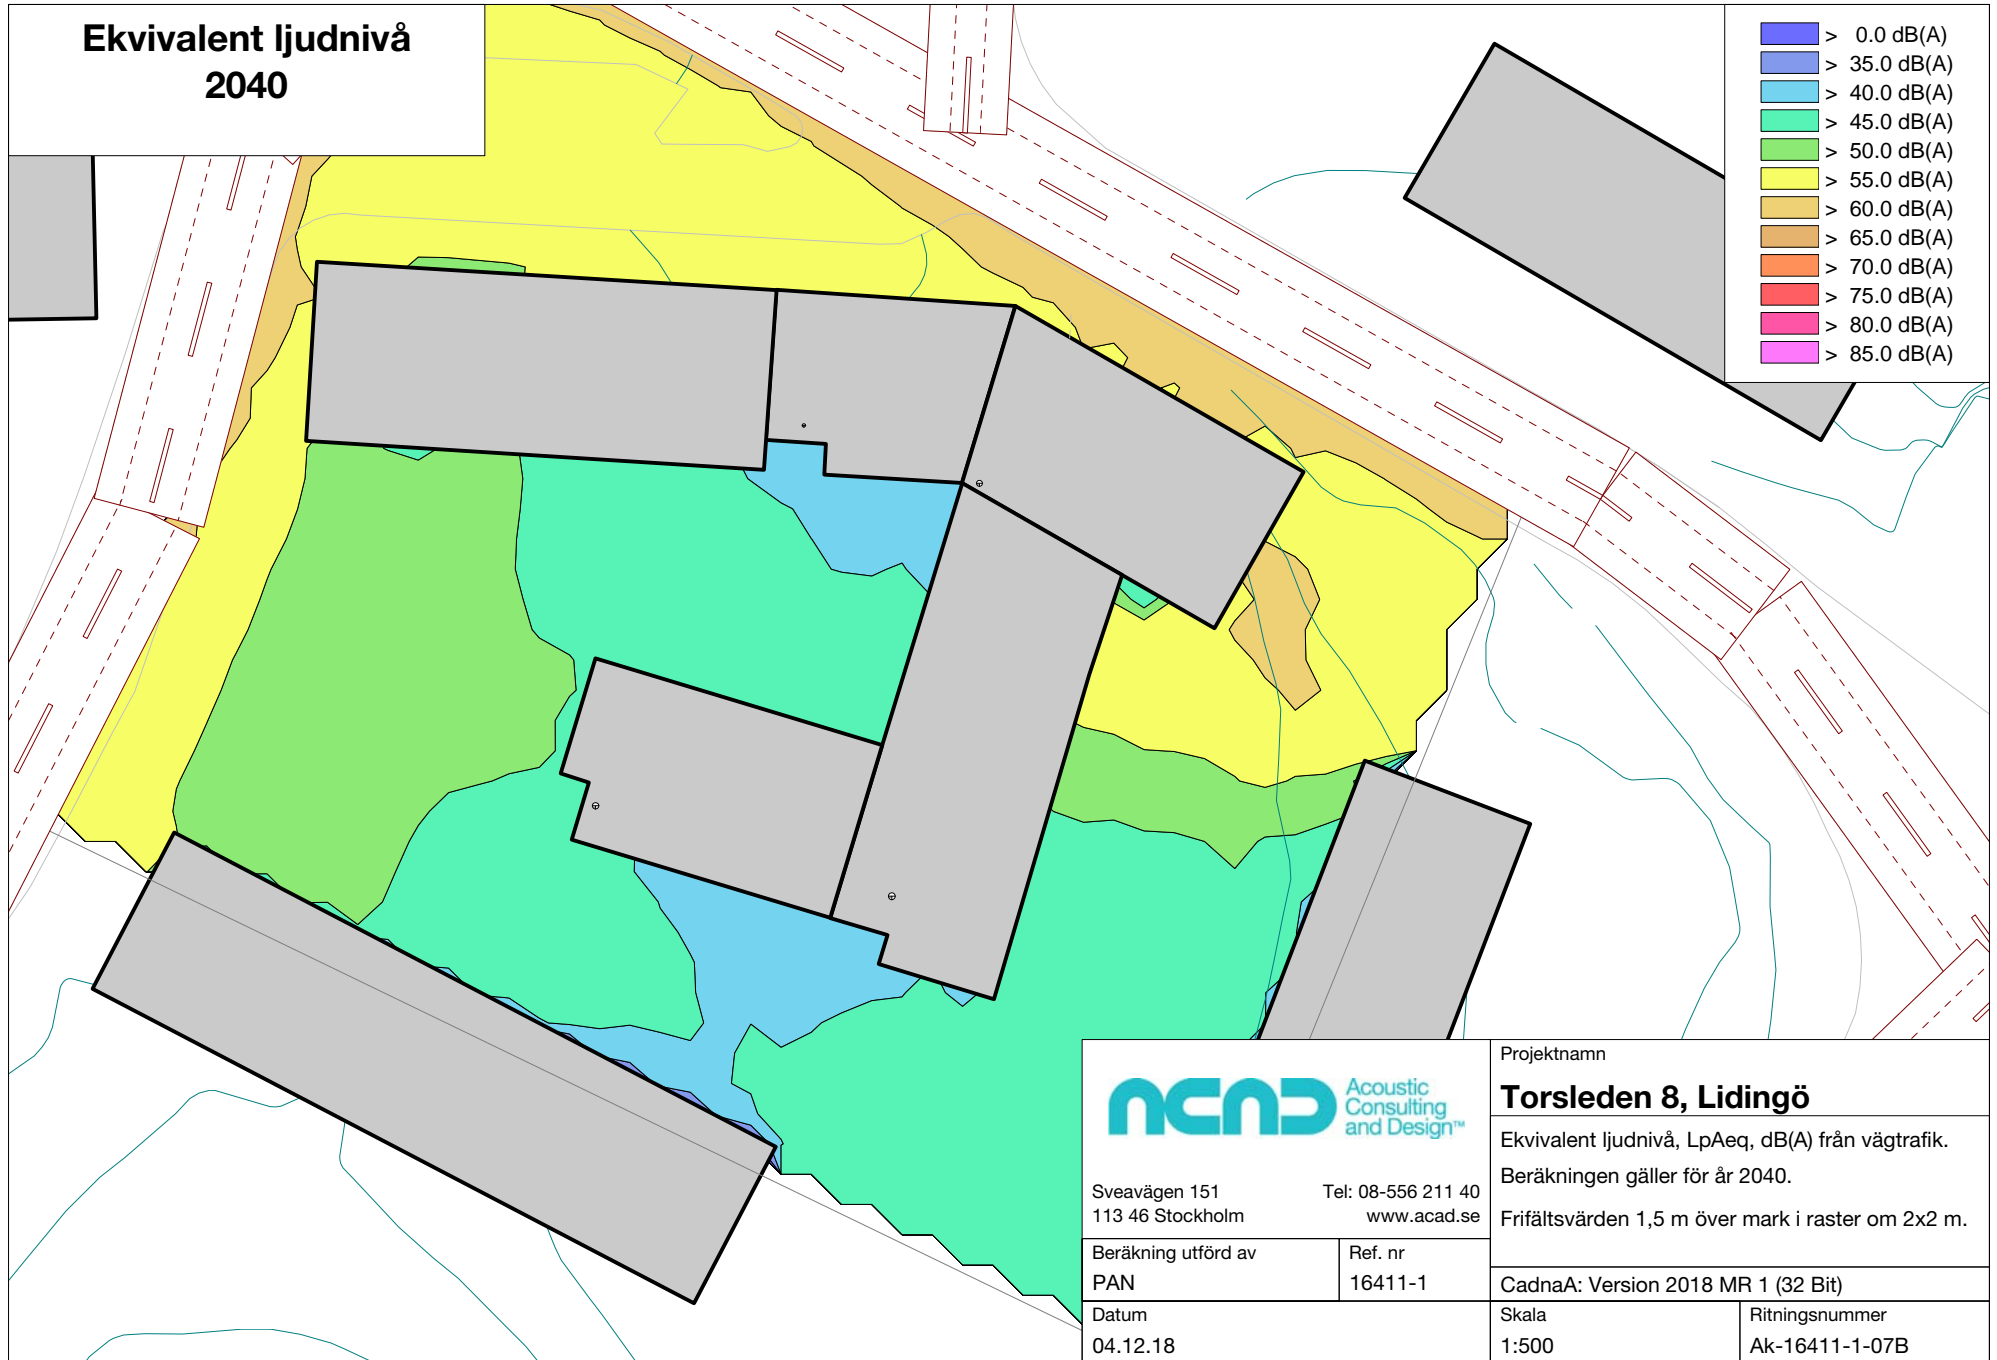 Ekvivalent ljudnivå
2040
> 0.0 dB(A)
> 35.0 dB(A)
> 40.0 dB(A)
> 45.0 dB(A)
> 50.0 dB(A)
> 55.0 dB(A)
> 60.0 dB(A)
> 65.0 dB(A)
> 70.0 dB(A)
> 75.0 dB(A)
> 80.0 dB(A)
> 85.0 dB(A)
ACAD
Acoustic
Consulting
and Design™
Sveavägen 151
Tel: 08-556 211 40
113 46 Stockholm
www.acad.se
Projektnamn
Torsleden 8, Lidingö
Ekvivalent ljudnivå, LpAeq, dB(A) från vägtrafik.
Beräkningen gäller för år 2040.
Frifältsvärden 1,5 m över mark i raster om 2x2 m.
Beräkning utförd av
PAN
Ref. nr
16411-1
CadnaA: Version 2018 MR 1 (32 Bit)
Datum
04.12.18
Skala
1:500
Ritningsnummer
Ak-16411-1-07B